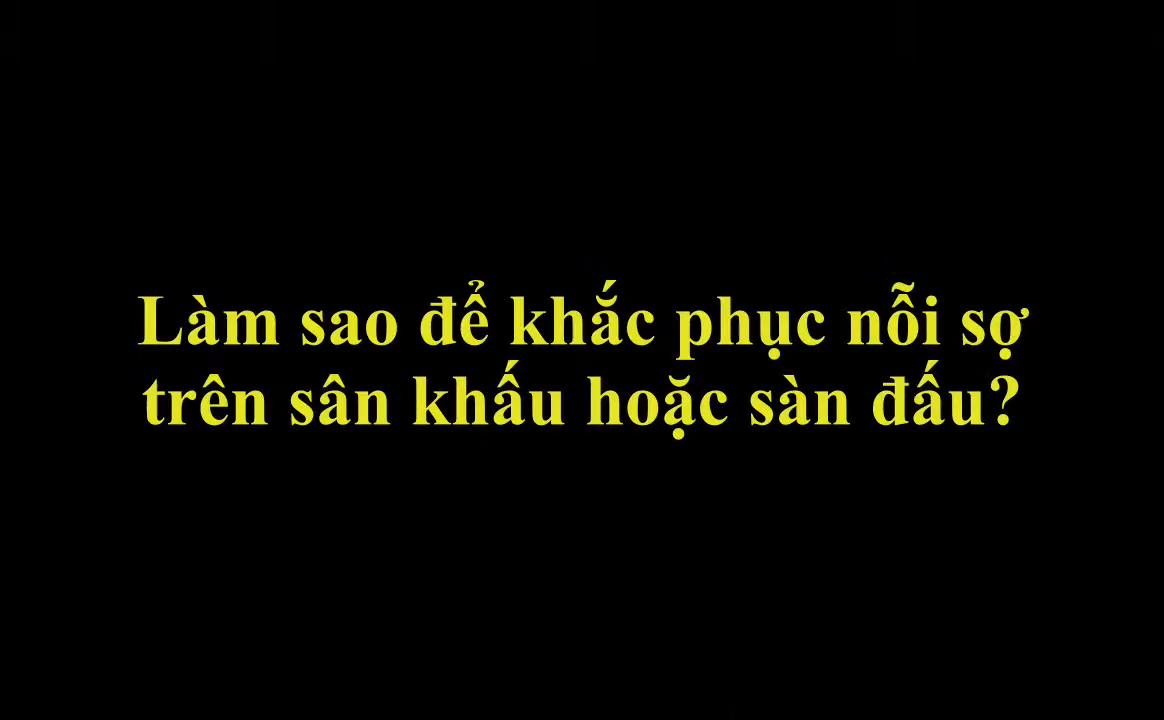 Làm sao để khắc phục nỗi sợ
trên sân khấu hoặc sàn đấu?